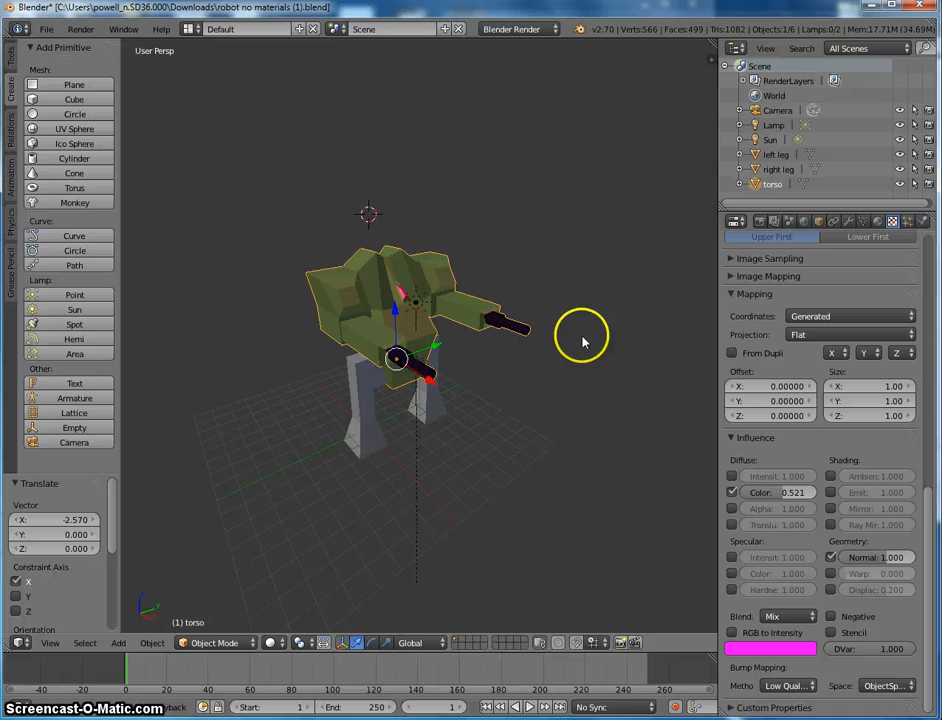 Blender* [C:\Users\powell_n.SD36.000\Downloads\robot no materials (1).blend]
File Render Window Help Default Scene Blender Render v2.70 | Verts:566 | Faces:499 | Tris:1082 | Objects:1/6 | Lamps:0/2 | Mem:17.71M (34.69M)
Tools
Create
Relations
Animation
Physics
Grease Pencil
Add Primitive
Mesh:
Plane
Cube
Circle
UV Sphere
Ico Sphere
Cylinder
Cone
Torus
Monkey
Curve:
Curve
Circle
Path
Lamp:
Point
Sun
Spot
Hemi
Area
Other:
Text
Armature
Lattice
Empty
Camera
Translate
Vector
X: -2.570
Y: 0.000
Z: 0.000
Constraint Axis
X
Y
Z
Orientation
User Persp
(1) torso
View Select Add Object Object Mode Global
View Search All Scenes
Scene
RenderLayers
World
Camera
Lamp
Sun
left leg
right leg
torso
Upper First Lower First
Image Sampling
Image Mapping
Mapping
Coordinates: Generated
Projection: Flat
From Dupli X Y Z
Offset: Size:
X: 0.00000 X: 1.00
Y: 0.00000 Y: 1.00
Z: 0.00000 Z: 1.00
Influence
Diffuse: Shading:
Intensit: 1.000 Ambien: 1.000
Color: 0.521 Emit: 1.000
Alpha: 1.000 Mirror: 1.000
Translu: 1.000 Ray Mir: 1.000
Specular: Geometry:
Intensit: 1.000 Normal: 1.000
Color: 1.000 Warp: 0.000
Hardne: 1.000 Displac: 0.200
Blend: Mix Negative
RGB to Intensity Stencil
DVar: 1.000
Bump Mapping:
Metho Low Qual... Space: ObjectSp...
Custom Properties
-40 -20 0 20 40 60 80 100 120 140 160 180 200 220 240 260
Screencast-O-Matic.com yback Start: 1 End: 250 1 No Sync